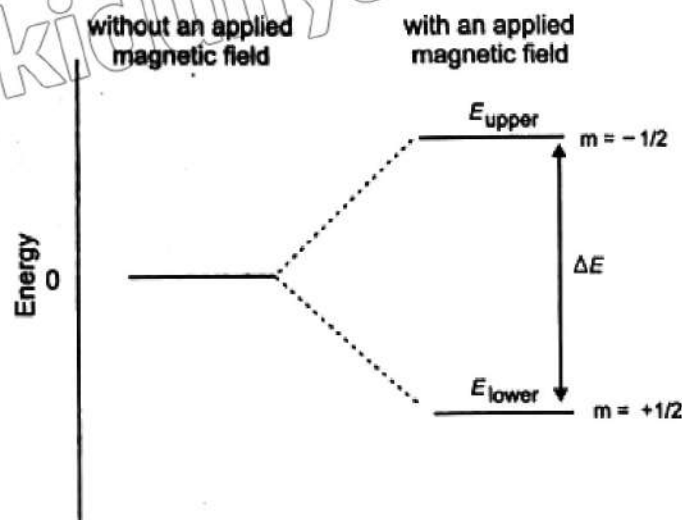 without an applied
magnetic field
with an applied
magnetic field
E upper
m = – 1/2
Energy
0
ΔE
E lower
m = +1/2